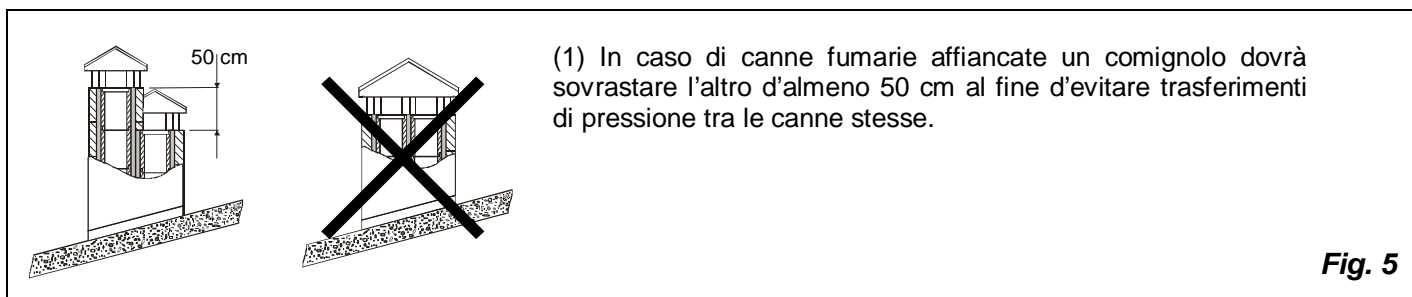 50 cm
(1) In caso di canne fumarie affiancate un comignolo dovrà
sovrastare l'altro d'almeno 50 cm al fine d'evitare trasferimenti
di pressione tra le canne stesse.
Fig. 5